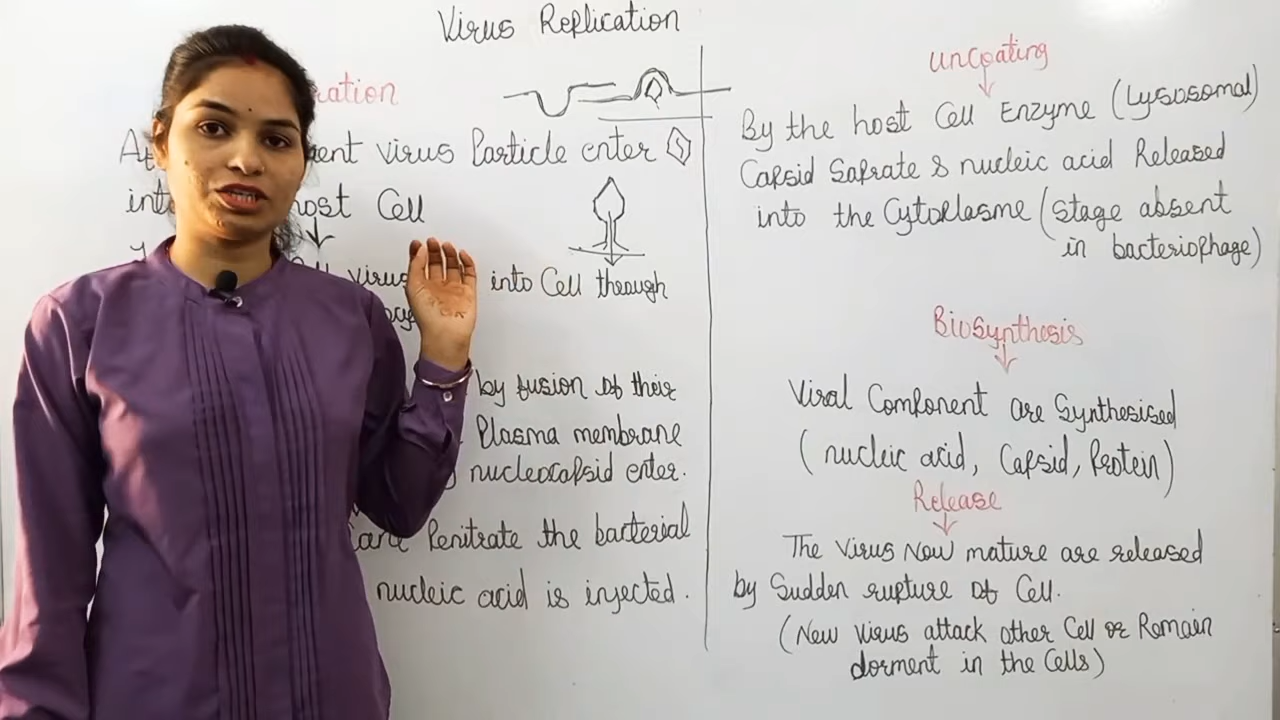 Virus Replication
ration
ent virus Particle enter
into host Cell
virus into Cell through
by fusion of their
Plasma membrane
nucleocapsid enter.
Cant Penitrate the bacterial
nucleic acid is injected.
uncoating
By the host Cell Enzyme (Lysosomal)
Capsid Saprate & nucleic acid Released
into the Cytoplasme (stage absent
in bacteriophage)
Biosynthesis
Viral Component are Synthesised
(nucleic acid, Capsid, Protein)
Release
The Virus Now mature are released
by Sudden rupture of Cell.
(New Virus attack other Cell or Remain
dorment in the Cells)